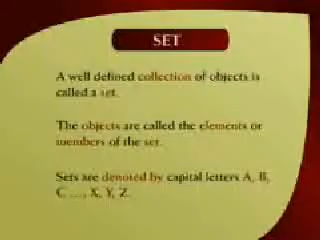 SET
A well defined collection of objects is
called a set.
The objects are called the elements or
members of the set.
Sets are denoted by capital letters A, B,
C, ...., X, Y, Z.